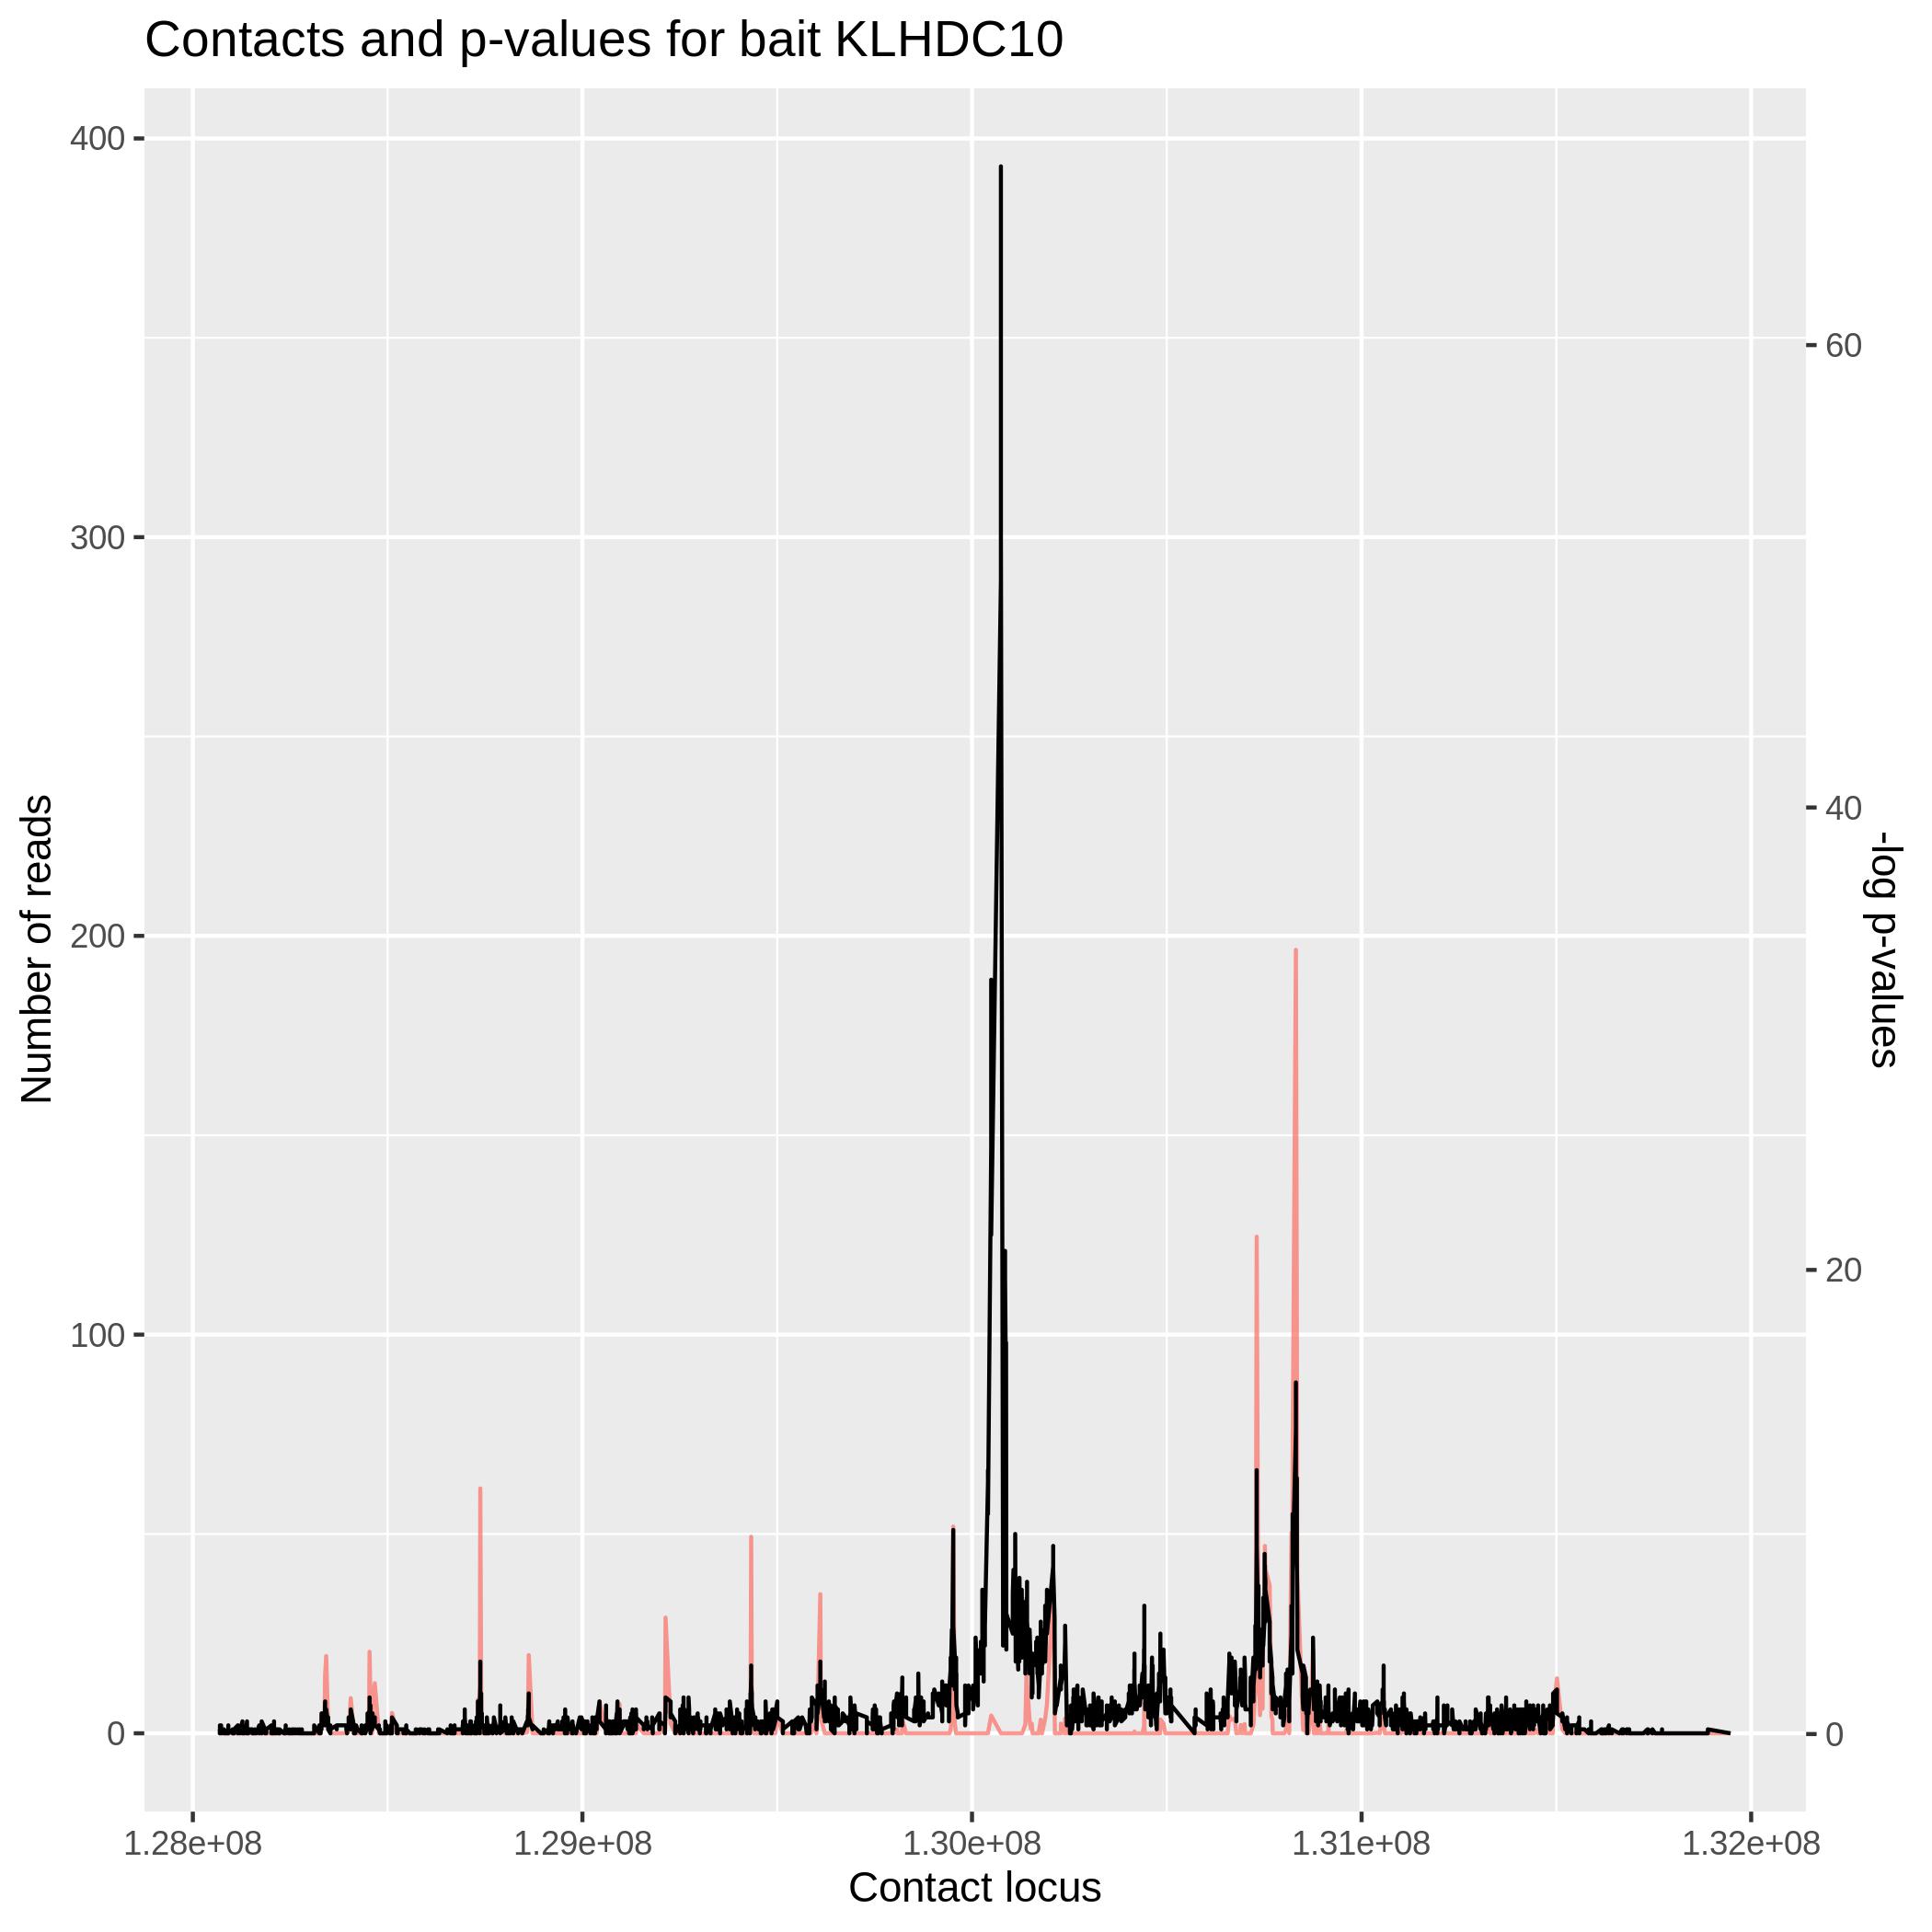 Contacts and p-values for bait KLHDC10
400
300
200
100
0
Number of reads
60
40
20
0
-log p-values
1.28e+08
1.29e+08
1.30e+08
1.31e+08
1.32e+08
Contact locus